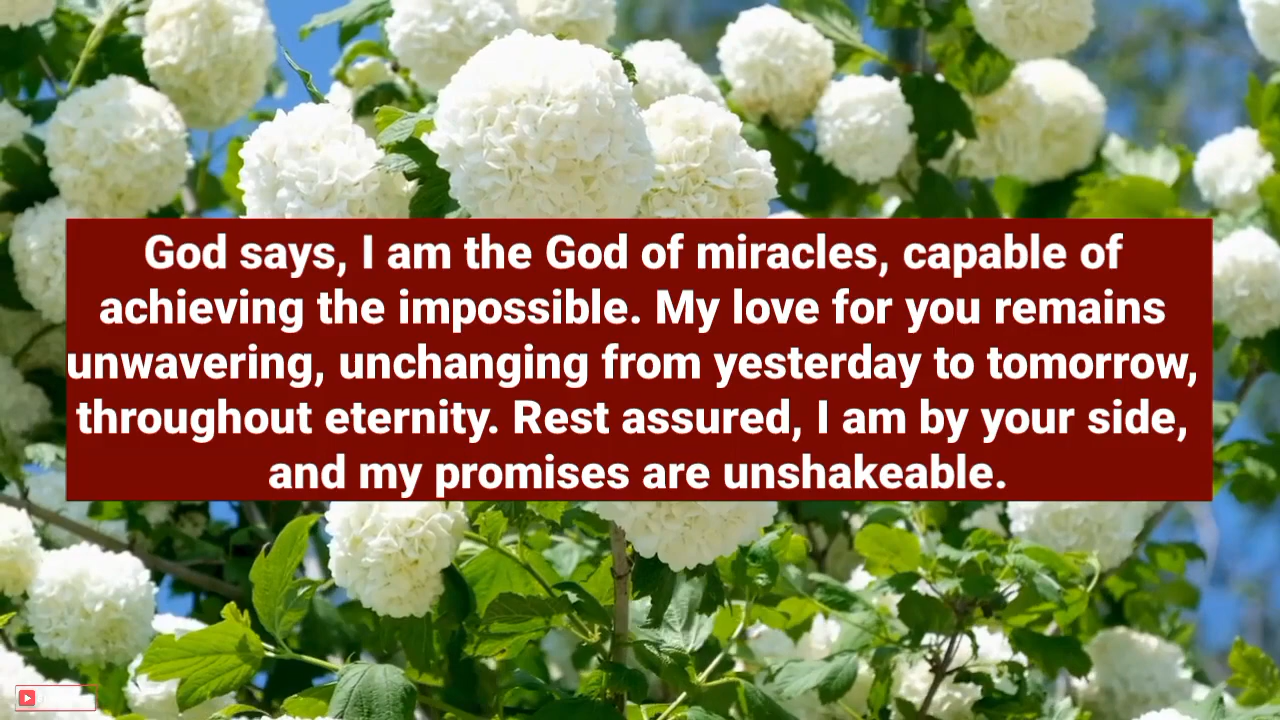 God says, I am the God of miracles, capable of
achieving the impossible. My love for you remains
unwavering, unchanging from yesterday to tomorrow,
throughout eternity. Rest assured, I am by your side,
and my promises are unshakeable.